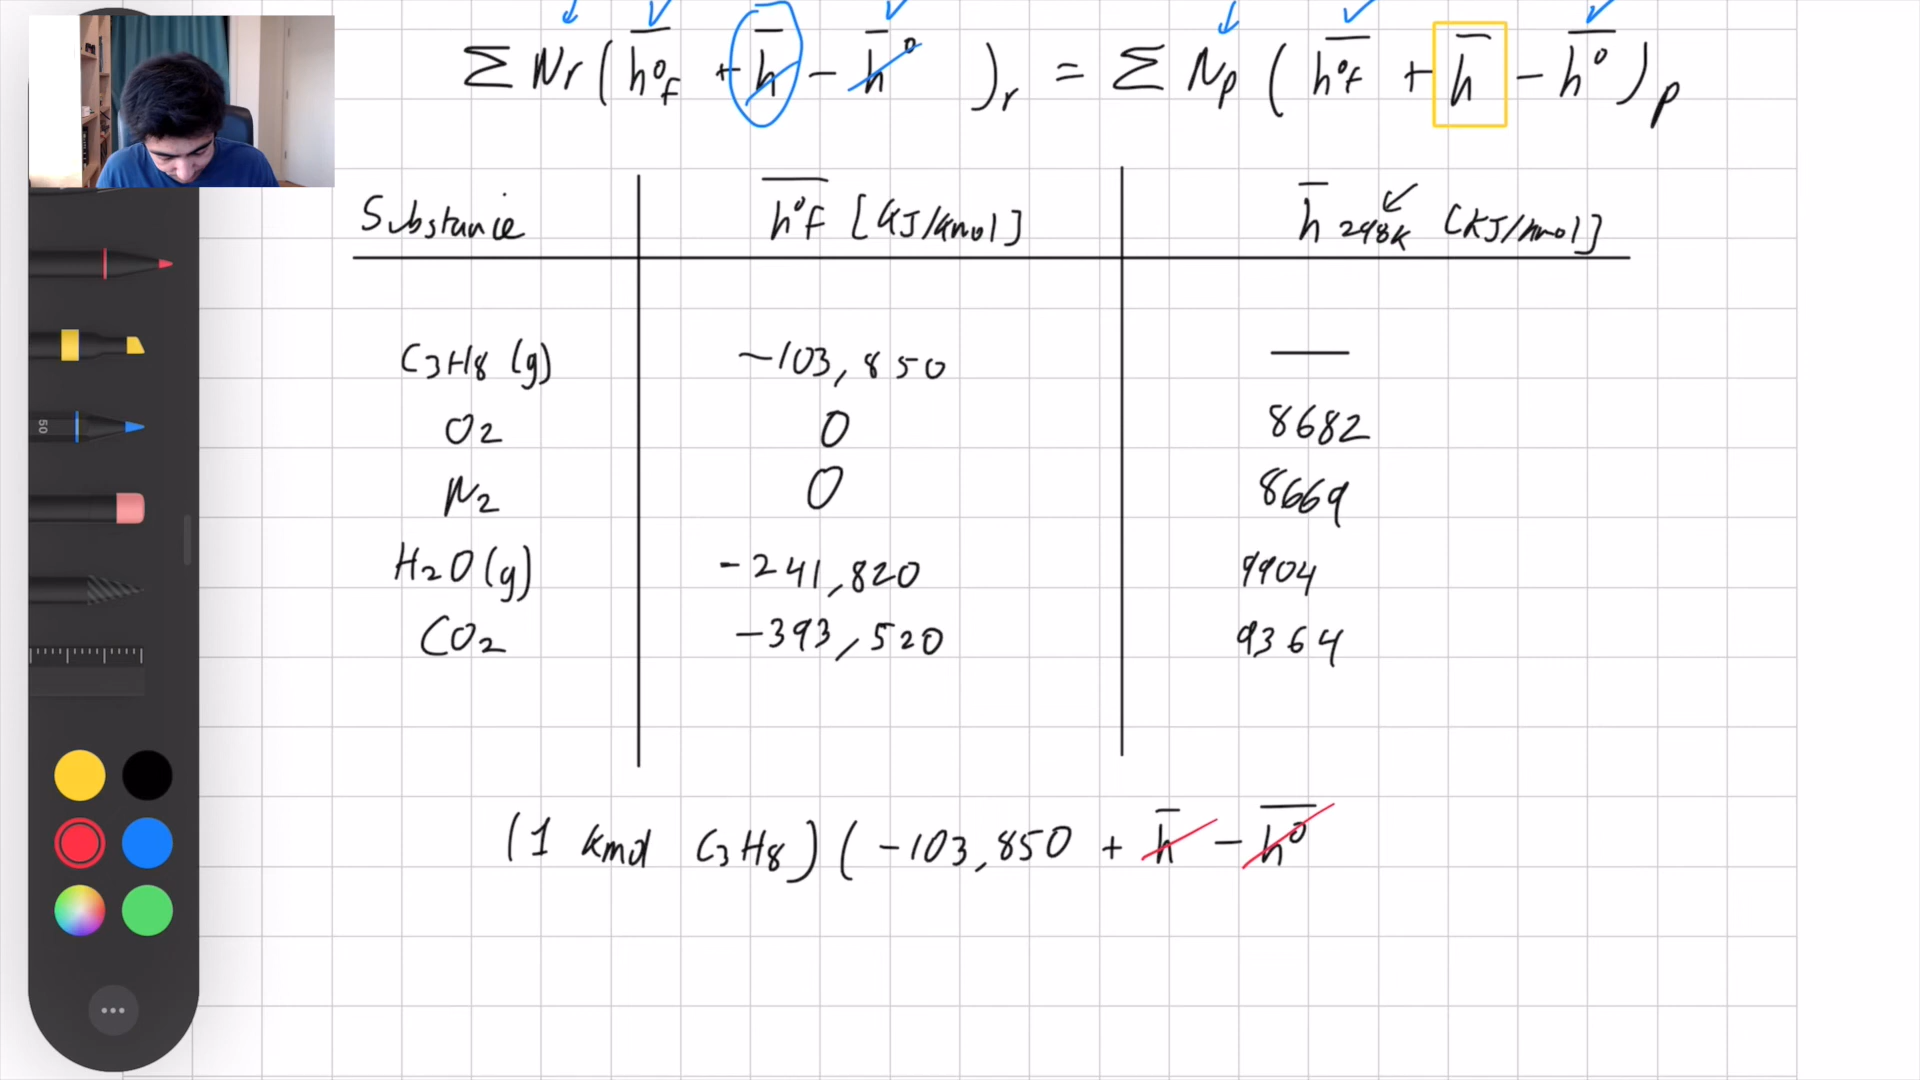 Σ Nr ( h̅°f + h̅ - h̅° )r = Σ Np ( h̅°f + h̅ - h̅° )p
Substance h̅°f [kJ/kmol] h̅ 298K [kJ/kmol]
C3H8 (g) -103,850 —
O2 0 8682
N2 0 8669
H2O(g) -241,820 9904
CO2 -393,520 9364
(1 kmol C3H8) ( -103,850 + h̅ - h̅°
50